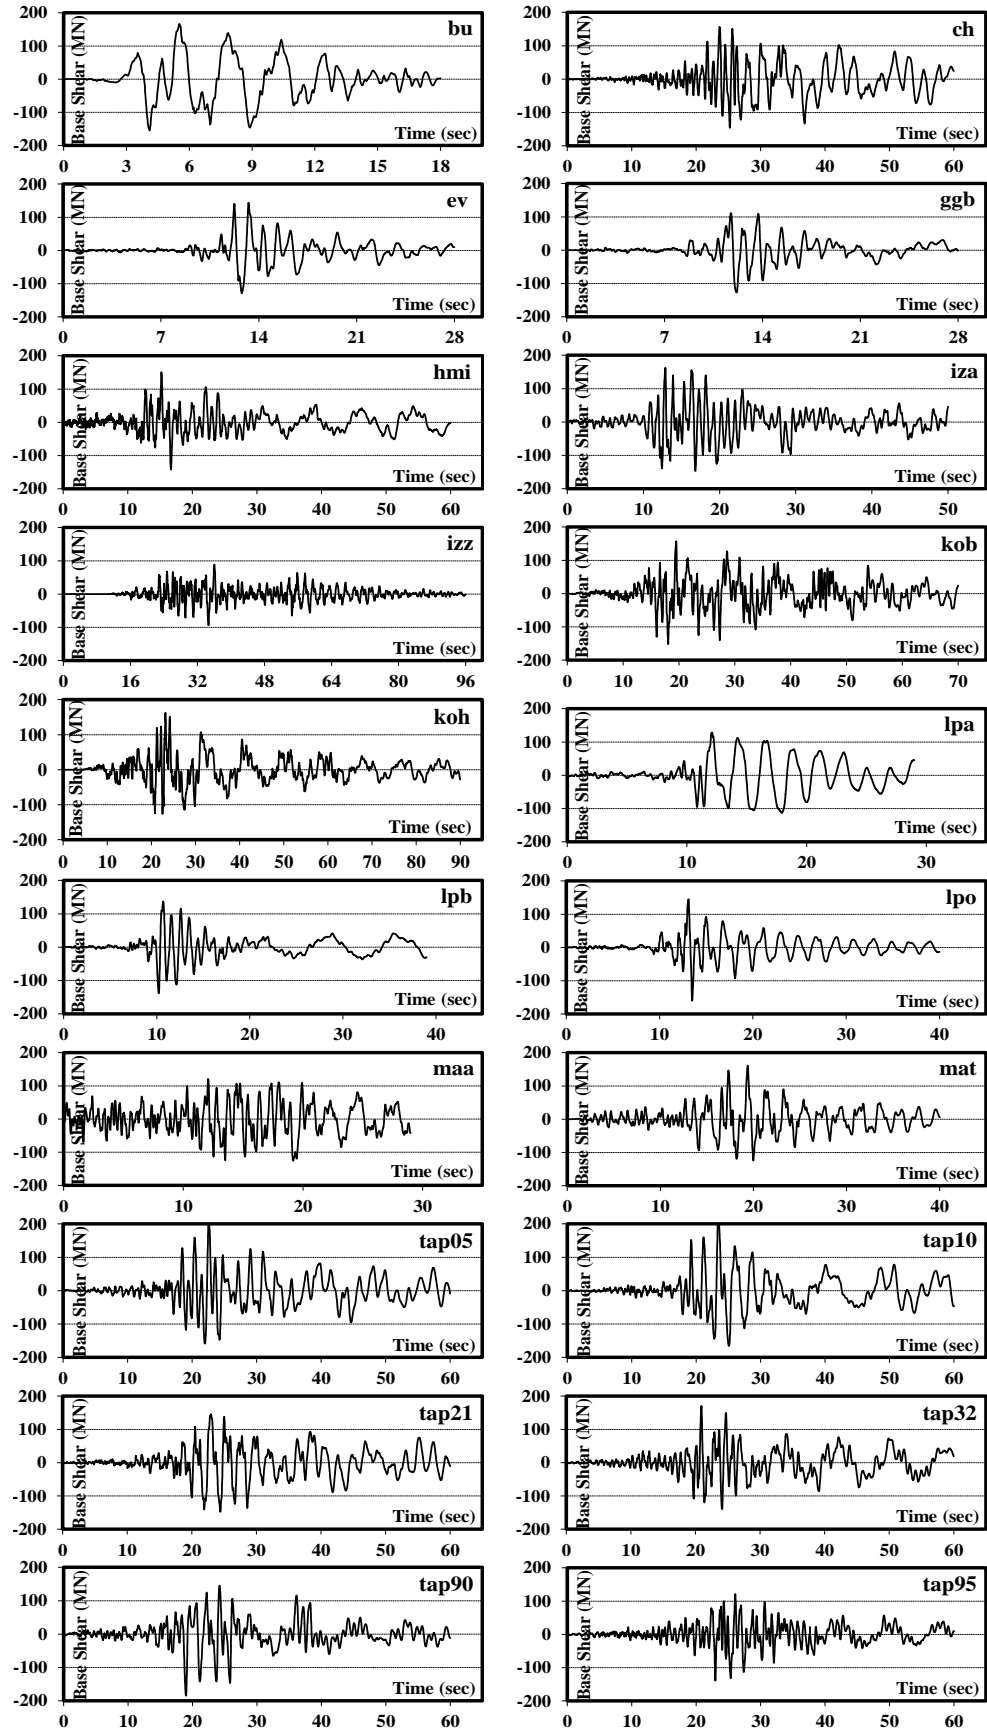 200
bu
100
0
-100
-200
Base Shear (MN)
Time (sec)
0 3 6 9 12 15 18
200
ch
100
0
-100
-200
Base Shear (MN)
Time (sec)
0 10 20 30 40 50 60
200
ev
100
0
-100
-200
Base Shear (MN)
Time (sec)
0 7 14 21 28
200
ggb
100
0
-100
-200
Base Shear (MN)
Time (sec)
0 7 14 21 28
200
hmi
100
0
-100
-200
Base Shear (MN)
Time (sec)
0 10 20 30 40 50 60
200
iza
100
0
-100
-200
Base Shear (MN)
Time (sec)
0 10 20 30 40 50
200
izz
100
0
-100
-200
Base Shear (MN)
Time (sec)
0 16 32 48 64 80 96
200
kob
100
0
-100
-200
Base Shear (MN)
Time (sec)
0 10 20 30 40 50 60 70
200
koh
100
0
-100
-200
Base Shear (MN)
Time (sec)
0 10 20 30 40 50 60 70 80 90
200
lpa
100
0
-100
-200
Base Shear (MN)
Time (sec)
0 10 20 30
200
lpb
100
0
-100
-200
Base Shear (MN)
Time (sec)
0 10 20 30 40
200
lpo
100
0
-100
-200
Base Shear (MN)
Time (sec)
0 10 20 30 40
200
maa
100
0
-100
-200
Base Shear (MN)
Time (sec)
0 10 20 30
200
mat
100
0
-100
-200
Base Shear (MN)
Time (sec)
0 10 20 30 40
200
tap05
100
0
-100
-200
Base Shear (MN)
Time (sec)
0 10 20 30 40 50 60
200
tap10
100
0
-100
-200
Base Shear (MN)
Time (sec)
0 10 20 30 40 50 60
200
tap21
100
0
-100
-200
Base Shear (MN)
Time (sec)
0 10 20 30 40 50 60
200
tap32
100
0
-100
-200
Base Shear (MN)
Time (sec)
0 10 20 30 40 50 60
200
tap90
100
0
-100
-200
Base Shear (MN)
Time (sec)
0 10 20 30 40 50 60
200
tap95
100
0
-100
-200
Base Shear (MN)
Time (sec)
0 10 20 30 40 50 60